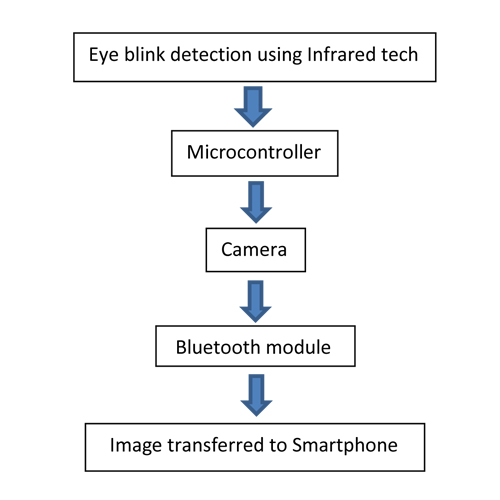 Eye blink detection using Infrared tech
Microcontroller
Camera
Bluetooth module
Image transferred to Smartphone